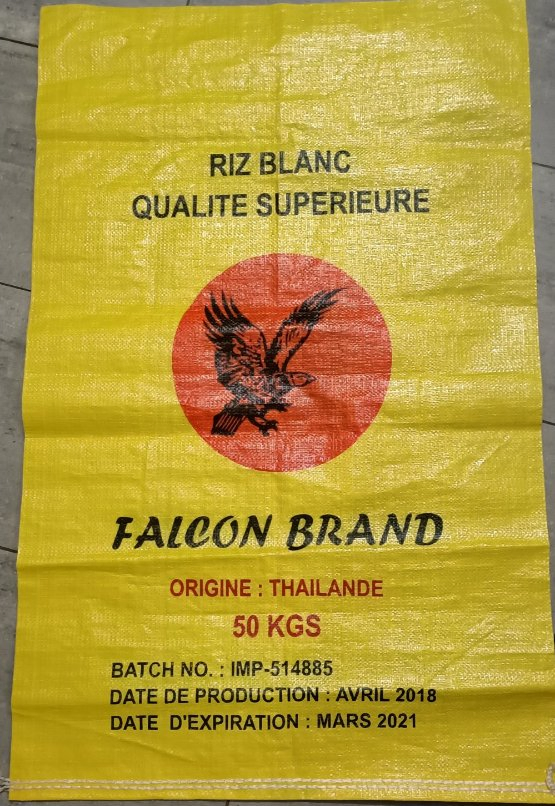 RIZ BLANC
QUALITE SUPERIEURE
FALCON BRAND
ORIGINE : THAILANDE
50 KGS
BATCH NO. : IMP-514885
DATE DE PRODUCTION : AVRIL 2018
DATE D'EXPIRATION : MARS 2021